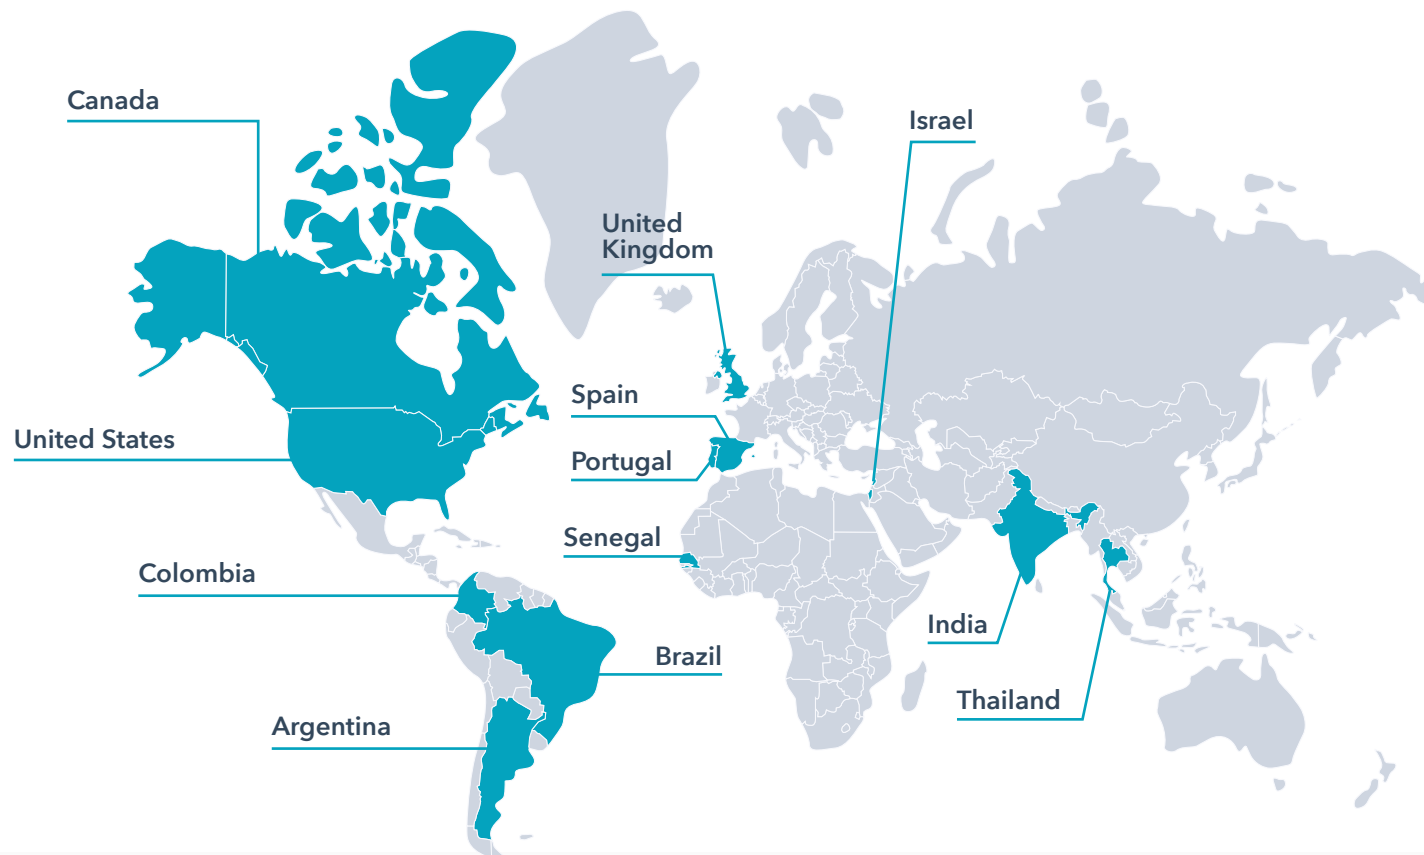 Canada
Israel
United
Kingdom
Spain
United States
Portugal
Senegal
Colombia
India
Brazil
Thailand
Argentina